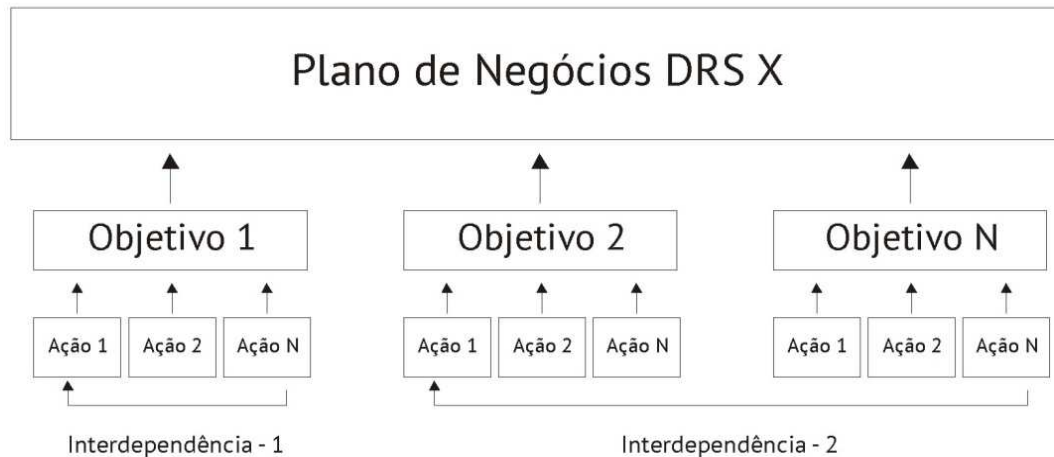 Plano de Negócios DRS X
Objetivo 1
Objetivo 2
Objetivo N
Ação 1
Ação 2
Ação N
Ação 1
Ação 2
Ação N
Ação 1
Ação 2
Ação N
Interdependência - 1
Interdependência - 2